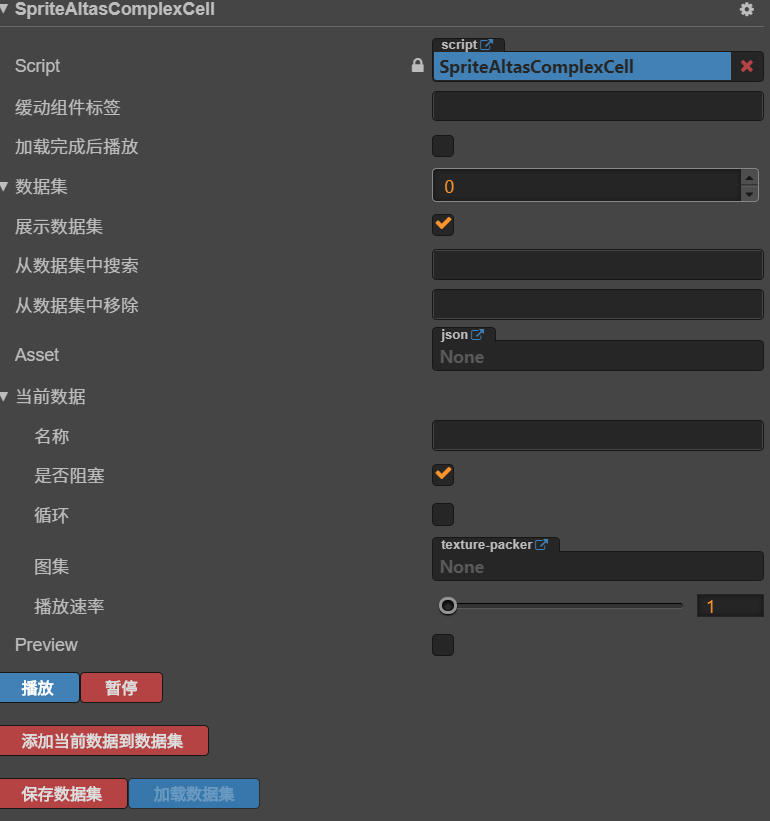 SpriteAltasComplexCell
script
Script
SpriteAltasComplexCell
缓动组件标签
加载完成后播放
数据集
0
展示数据集
从数据集中搜索
从数据集中移除
json
Asset
None
当前数据
名称
是否阻塞
循环
texture-packer
图集
None
播放速率
1
Preview
播放
暂停
添加当前数据到数据集
保存数据集
加载数据集